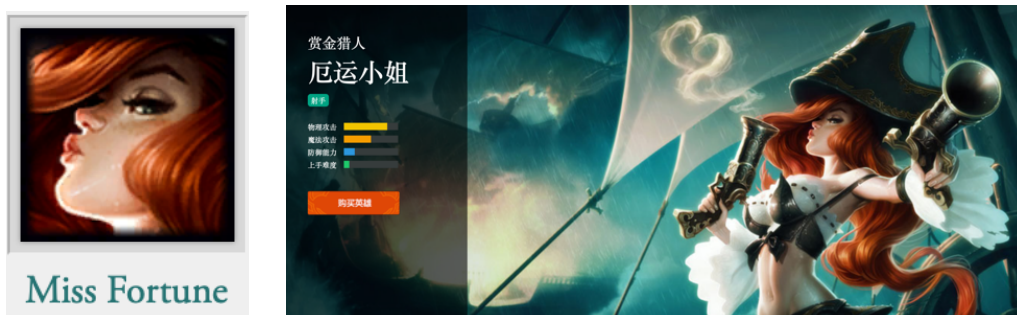 Miss Fortune
赏金猎人
厄运小姐
射手
物理攻击
魔法攻击
防御能力
上手难度
购买英雄